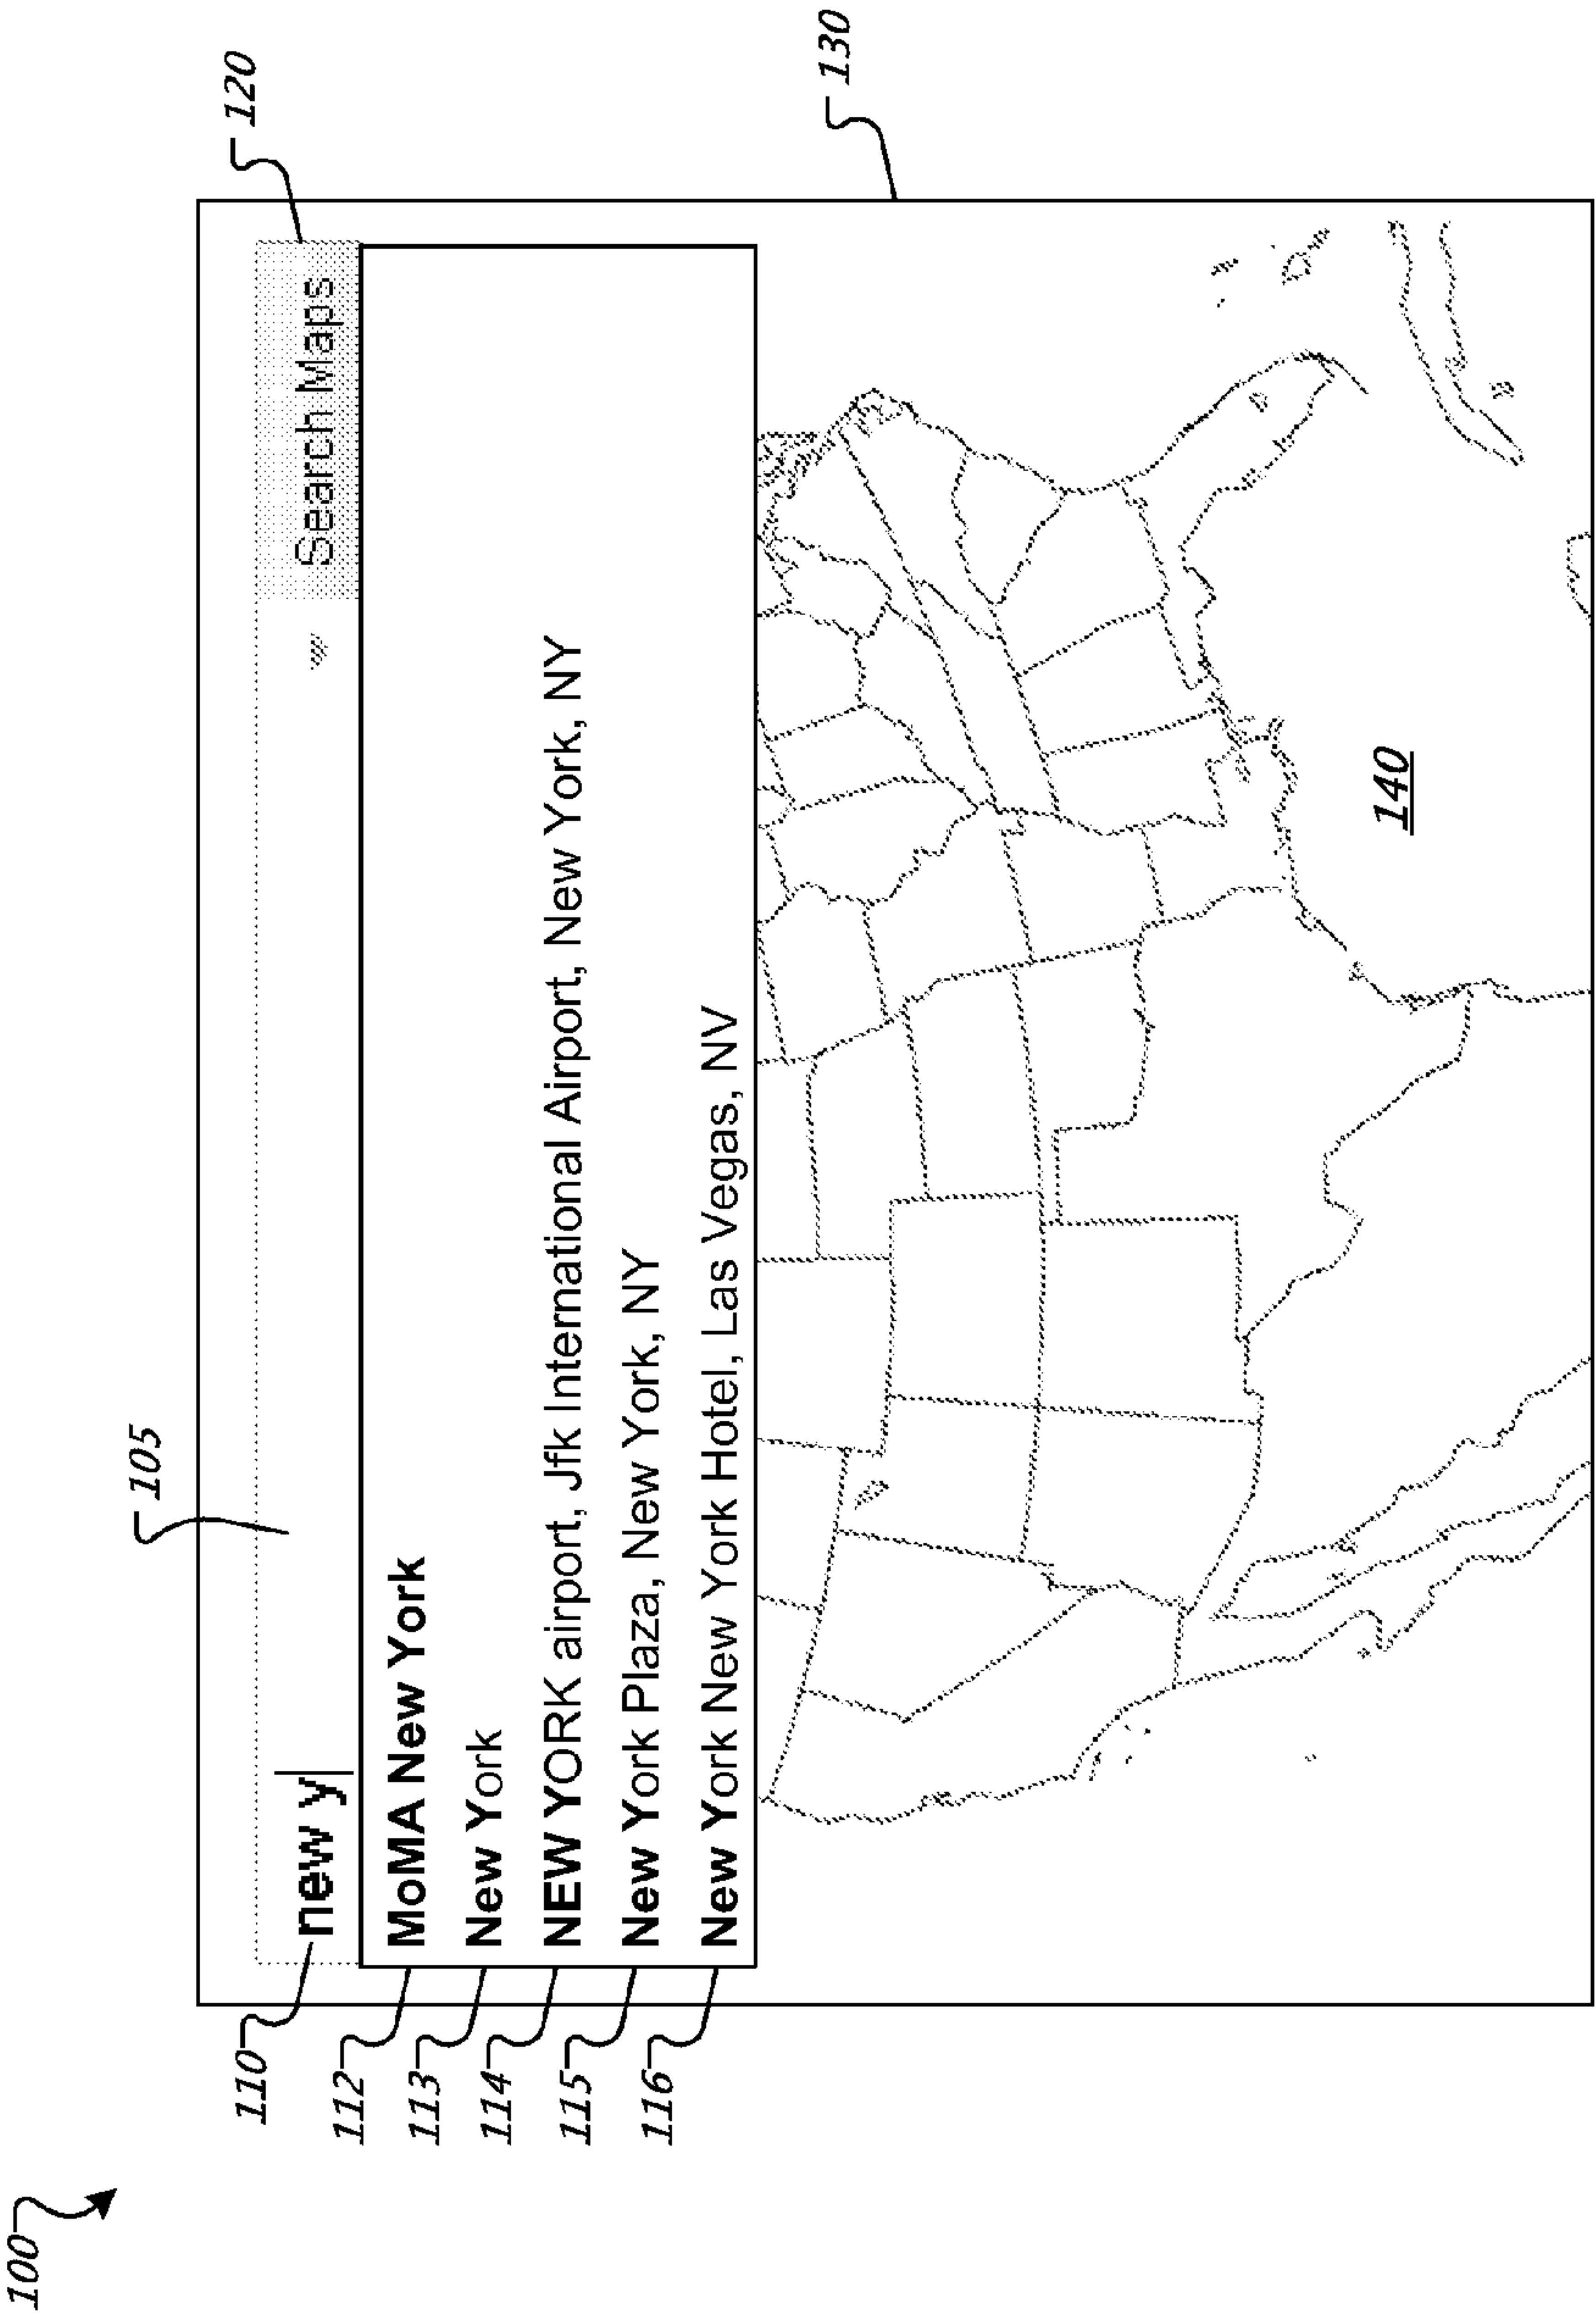 100
105
120
110
new y
Search Maps
112
MoMA New York
113
New York
114
NEW YORK airport, Jfk International Airport, New York, NY
115
New York Plaza, New York, NY
116
New York New York Hotel, Las Vegas, NV
130
140